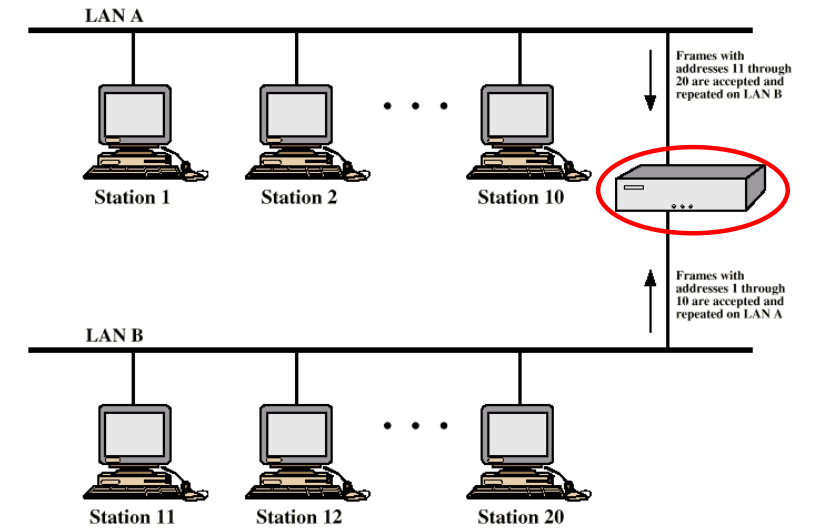 LAN A
Frames with
addresses 11 through
20 are accepted and
repeated on LAN B
Station 1
Station 2
Station 10
Frames with
addresses 1 through
10 are accepted and
repeated on LAN A
LAN B
Station 11
Station 12
Station 20